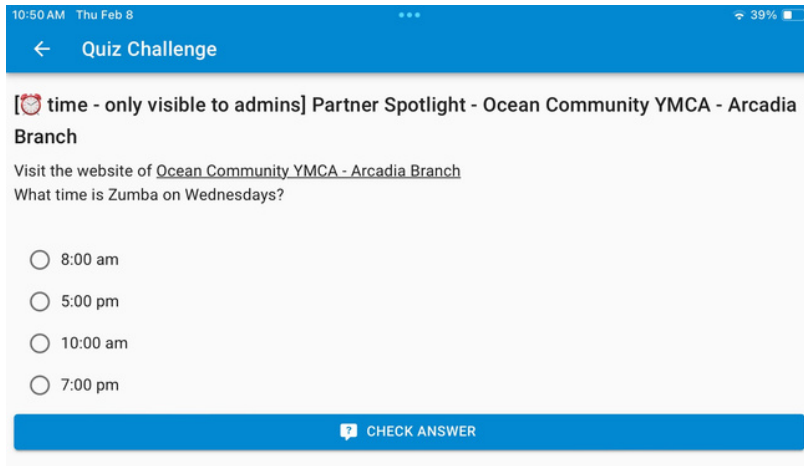 10:50 AM Thu Feb 8
39%
Quiz Challenge
[⏰ time - only visible to admins] Partner Spotlight - Ocean Community YMCA - Arcadia
Branch
Visit the website of Ocean Community YMCA - Arcadia Branch
What time is Zumba on Wednesdays?
8:00 am
5:00 pm
10:00 am
7:00 pm
CHECK ANSWER